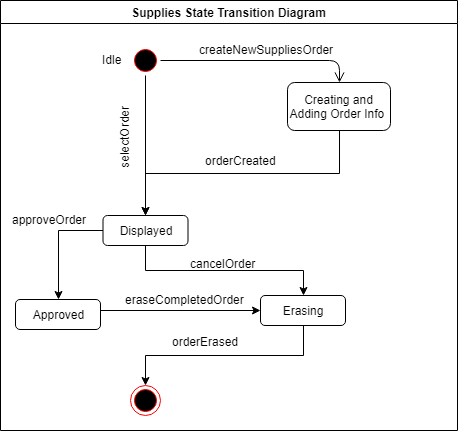 Supplies State Transition Diagram
Idle
createNewSuppliesOrder
Creating and
Adding Order Info
selectOrder
orderCreated
Displayed
approveOrder
cancelOrder
Approved
eraseCompletedOrder
Erasing
orderErased